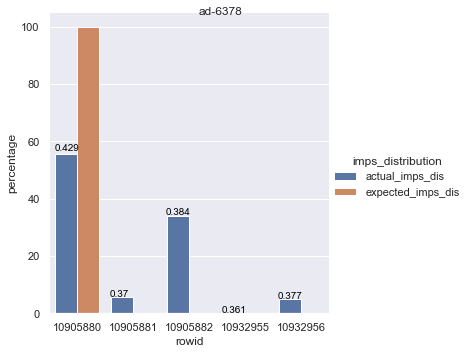 ad-6378
percentage
100
80
60
40
20
0
0.429
0.37
0.384
0.361
0.377
10905880 10905881 10905882 10932955 10932956
rowid
imps_distribution
actual_imps_dis
expected_imps_dis